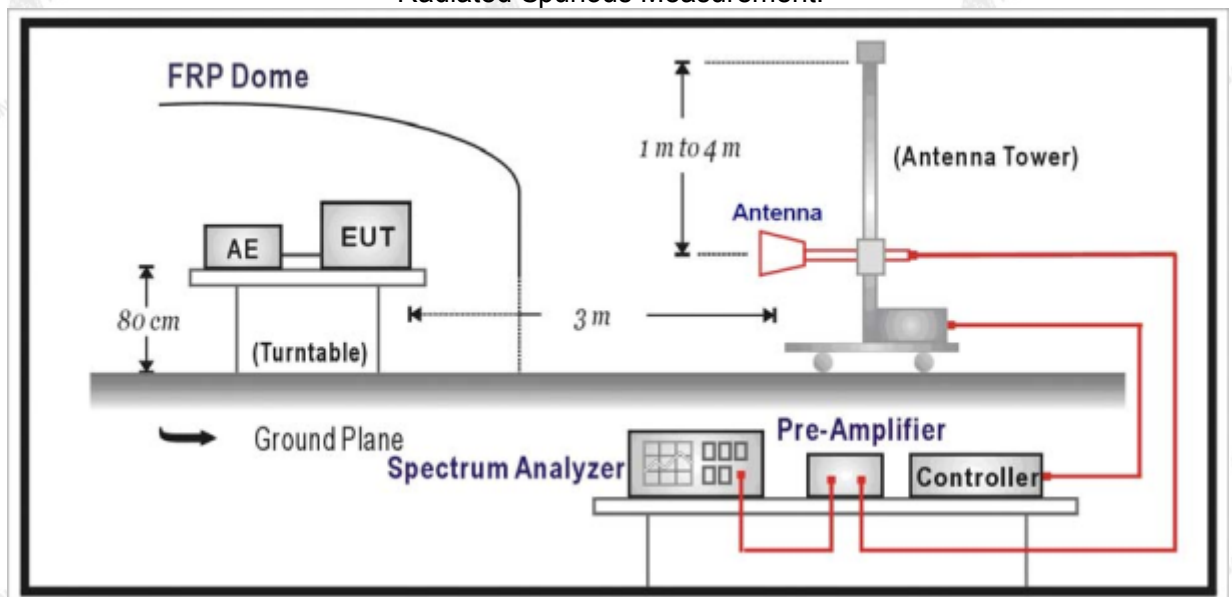 Radiated Spurious Measurement:
FRP Dome
1 m to 4 m
(Antenna Tower)
Antenna
AE
EUT
80 cm
3 m
(Turntable)
Ground Plane
Pre-Amplifier
Spectrum Analyzer
Controller